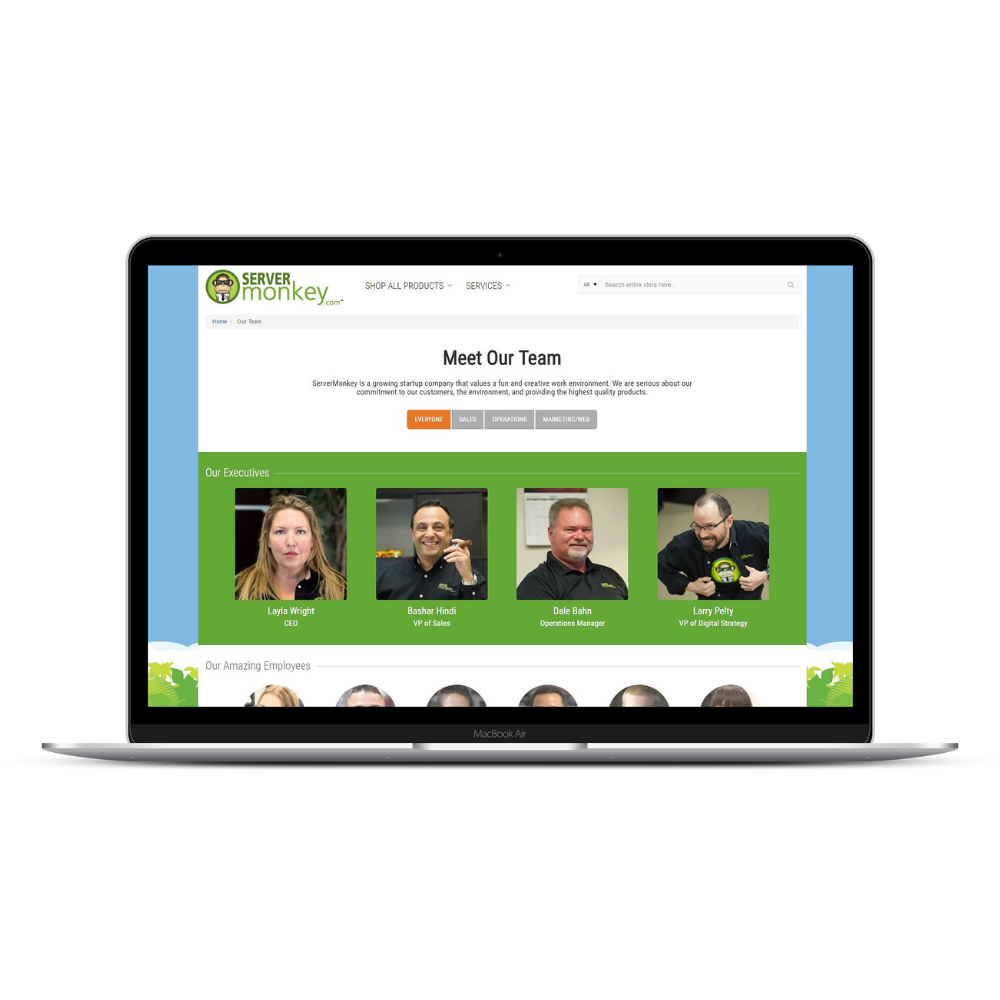 SERVER
monkey.com
SHOP ALL PRODUCTS
SERVICES
All
Search entire store here...
Home
Our Team
Meet Our Team
ServerMonkey is a growing startup company that values a fun and creative work environment. We are serious about our
commitment to our customers, the environment, and providing the highest quality products.
EVERYONE
SALES
OPERATIONS
MARKETING/WEB
Our Executives
Layla Wright
CEO
Bashar Hindi
VP of Sales
Dale Bahn
Operations Manager
Larry Pelty
VP of Digital Strategy
Our Amazing Employees
MacBook Air